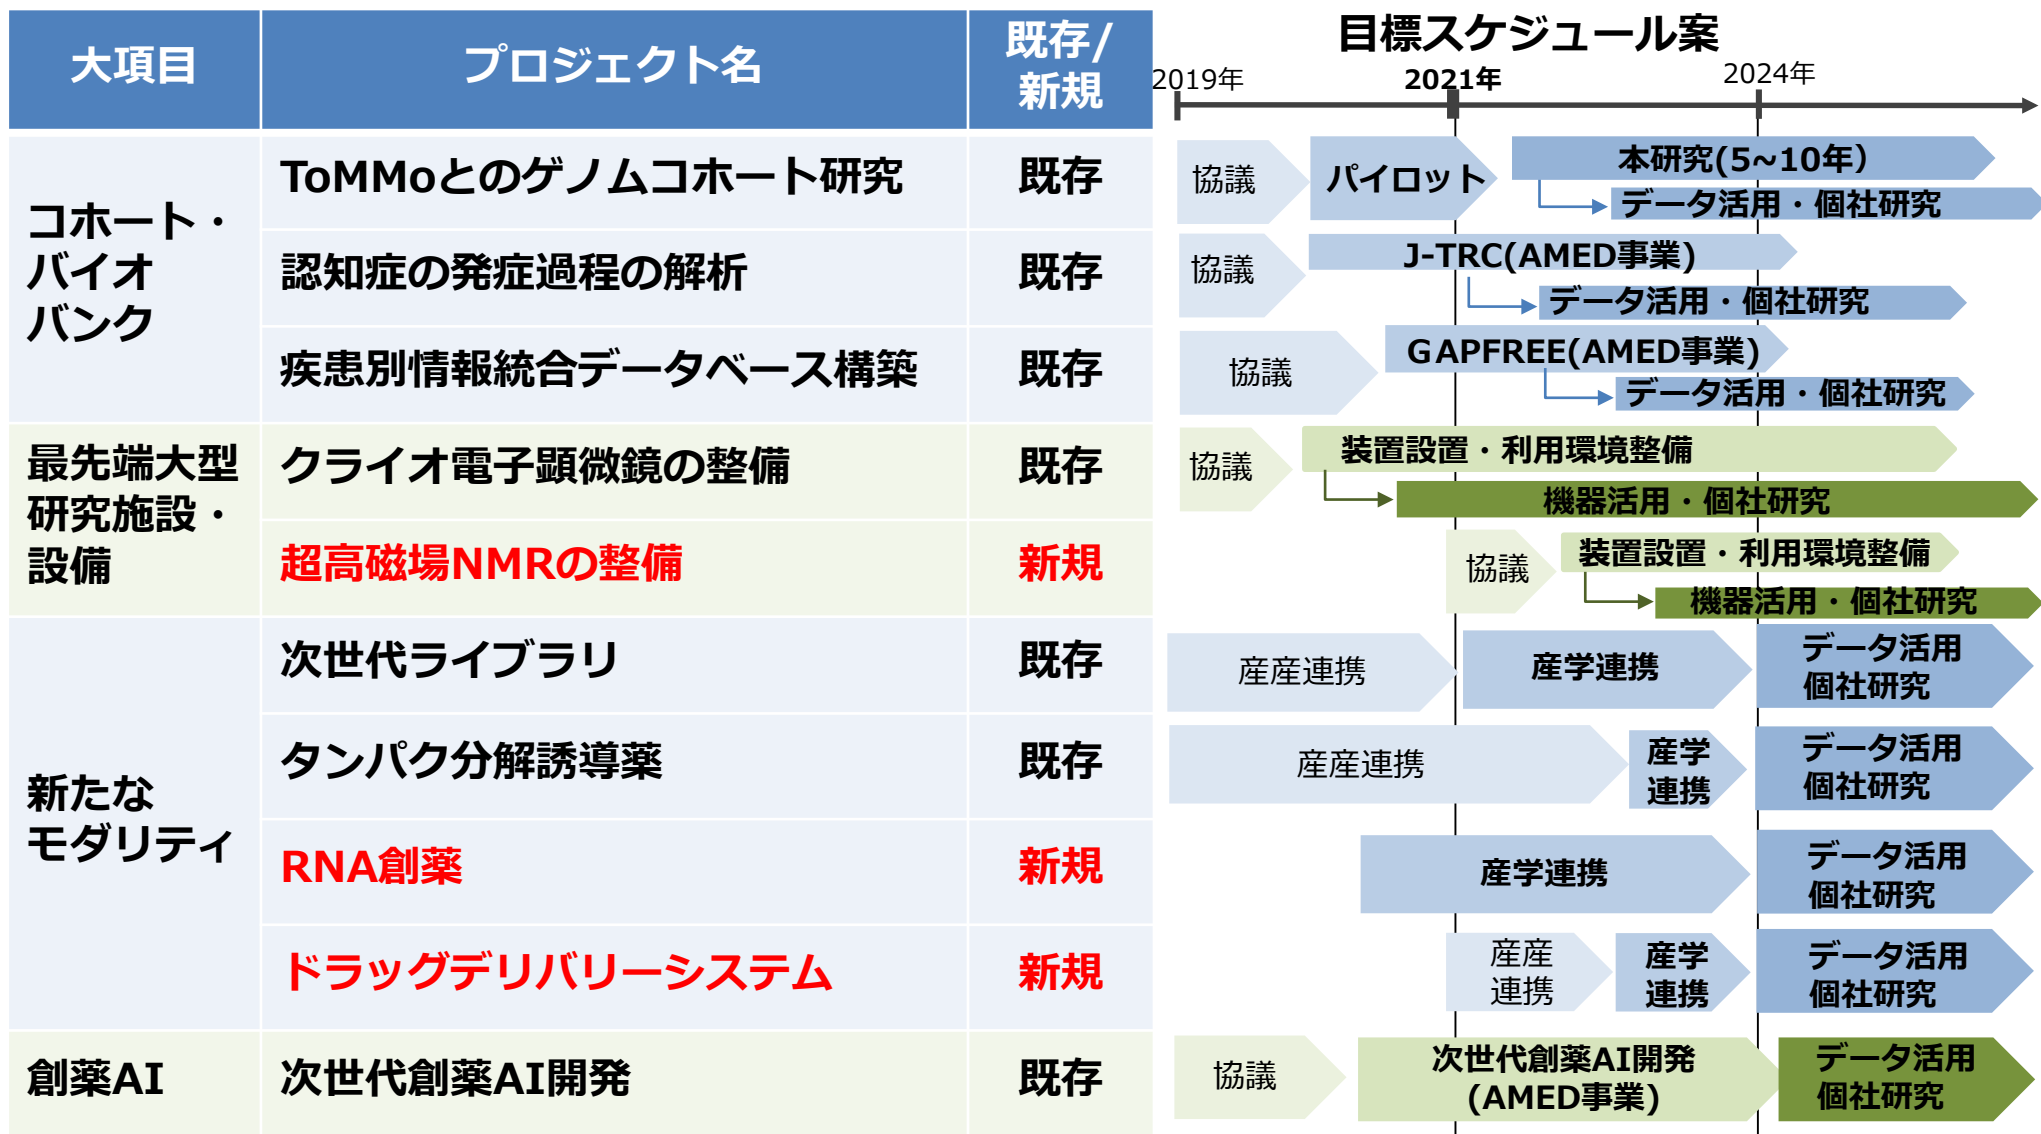 大項目
プロジェクト名
既存/
新規
目標スケジュール案
2019年
2021年
2024年
コホート・
バイオ
バンク
ToMMoとのゲノムコホート研究
既存
協議
パイロット
本研究(5~10年）
データ活用・個社研究
認知症の発症過程の解析
既存
協議
J-TRC(AMED事業)
データ活用・個社研究
疾患別情報統合データベース構築
既存
協議
GAPFREE(AMED事業)
データ活用・個社研究
最先端大型
研究施設・
設備
クライオ電子顕微鏡の整備
既存
協議
装置設置・利用環境整備
機器活用・個社研究
超高磁場NMRの整備
新規
協議
装置設置・利用環境整備
機器活用・個社研究
新たな
モダリティ
次世代ライブラリ
既存
産産連携
産学連携
データ活用
個社研究
タンパク分解誘導薬
既存
産産連携
産学
連携
データ活用
個社研究
RNA創薬
新規
産学連携
データ活用
個社研究
ドラッグデリバリーシステム
新規
産産
連携
産学
連携
データ活用
個社研究
創薬AI
次世代創薬AI開発
既存
協議
次世代創薬AI開発
(AMED事業)
データ活用
個社研究